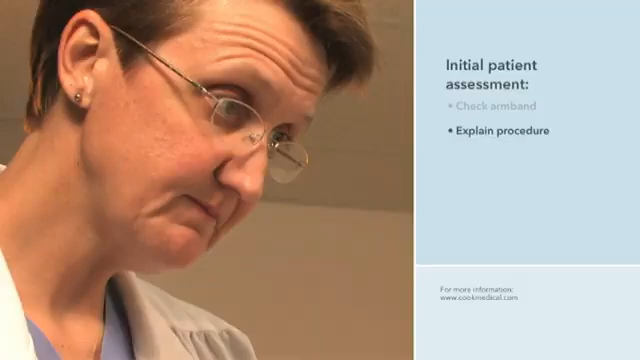 Initial patient
assessment:
• Check armband
• Explain procedure
For more information:
www.cookmedical.com